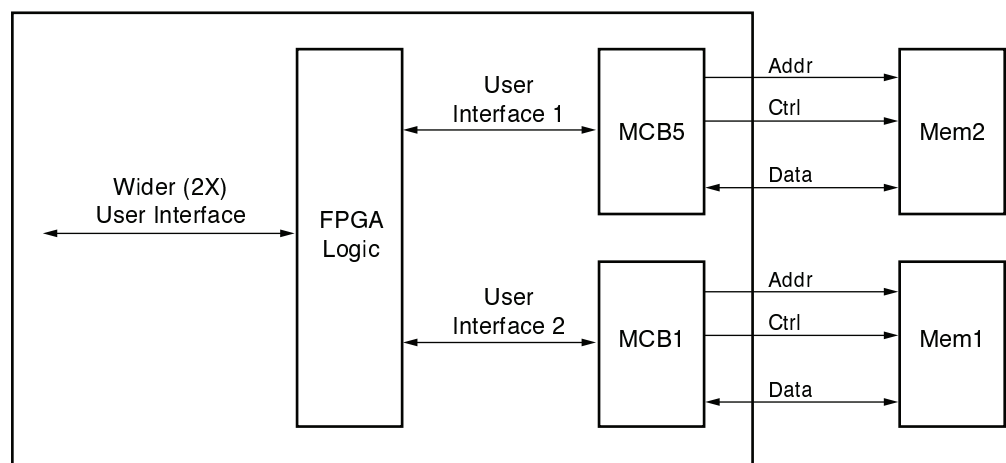 Wider (2X)
User Interface
FPGA
Logic
User
Interface 1
MCB5
Addr
Ctrl
Data
Mem2
User
Interface 2
MCB1
Addr
Ctrl
Data
Mem1